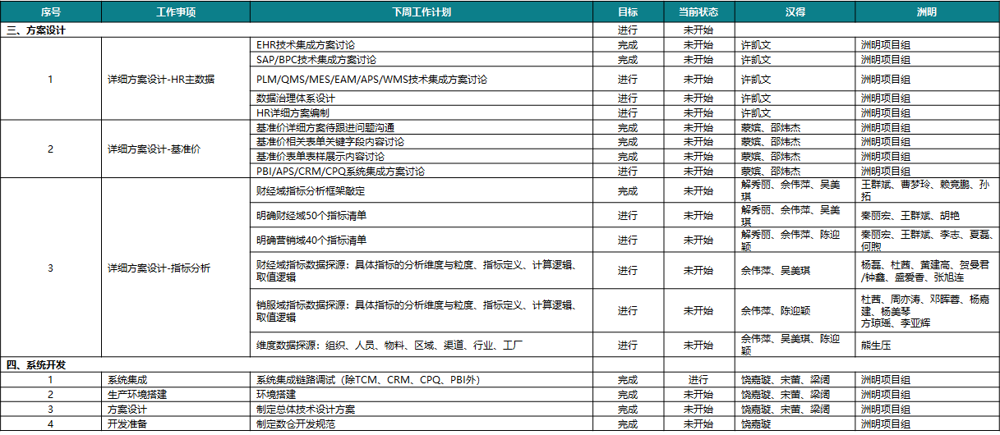 序号 工作事项 下周工作计划 目标 当前状态 汉得 洲明
三、方案设计 进行 未开始
1 详细方案设计-HR主数据
EHR技术集成方案讨论 完成 未开始 许凯文 洲明项目组
SAP/BPC技术集成方案讨论 完成 未开始 许凯文 洲明项目组
PLM/QMS/MES/EAM/APS/WMS技术集成方案讨论 进行 未开始 许凯文 洲明项目组
数据治理体系设计 进行 未开始 许凯文 洲明项目组
HR详细方案编制 进行 未开始 许凯文 洲明项目组
2 详细方案设计-基准价
基准价详细方案待跟进问题沟通 完成 未开始 蒙嫔、邵炜杰 洲明项目组
基准价相关表单关键字段内容讨论 完成 未开始 蒙嫔、邵炜杰 洲明项目组
基准价表单表样展示内容讨论 完成 未开始 蒙嫔、邵炜杰 洲明项目组
PBI/APS/CRM/CPQ系统集成方案讨论 进行 未开始 蒙嫔、邵炜杰 洲明项目组
3 详细方案设计-指标分析
财经域指标分析框架敲定 完成 未开始 解秀丽、佘伟萍、吴美
琪 王群斌、曹梦玲、赖竞鹏、孙
拓
明确财经域50个指标清单 进行 未开始 解秀丽、佘伟萍、吴美
琪 秦丽宏、王群斌、胡艳
明确营销域40个指标清单 进行 未开始 解秀丽、佘伟萍、陈迎
颖 秦丽宏、王群斌、李志、夏磊、
何煦
财经域指标数据探源：具体指标的分析维度与粒度、指标定义、计算逻辑、
取值逻辑 进行 未开始 佘伟萍、吴美琪 杨磊、杜茜、黄建高、贺曼君
/钟鑫、盛爱香、张旭连
销服域指标数据探源：具体指标的分析维度与粒度、指标定义、计算逻辑、
取值逻辑 进行 未开始 佘伟萍、陈迎颖 杜茜、周亦涛、邓晖蓉、杨嘉
建、杨美琴
方琼瑶、李亚辉
维度数据探源：组织、人员、物料、区域、渠道、行业、工厂 进行 未开始 佘伟萍、吴美琪、陈迎
颖 熊生压
四、系统开发
1 系统集成 系统集成链路调试（除TCM、CRM、CPQ、PBI外） 完成 进行 饶嘉璇、宋苗、梁阔 洲明项目组
2 生产环境搭建 环境搭建 完成 未开始 饶嘉璇、宋苗、梁阔 洲明项目组
3 方案设计 制定总体技术设计方案 完成 未开始 饶嘉璇、宋苗、梁阔 洲明项目组
4 开发准备 制定数仓开发规范 完成 未开始 饶嘉璇 洲明项目组